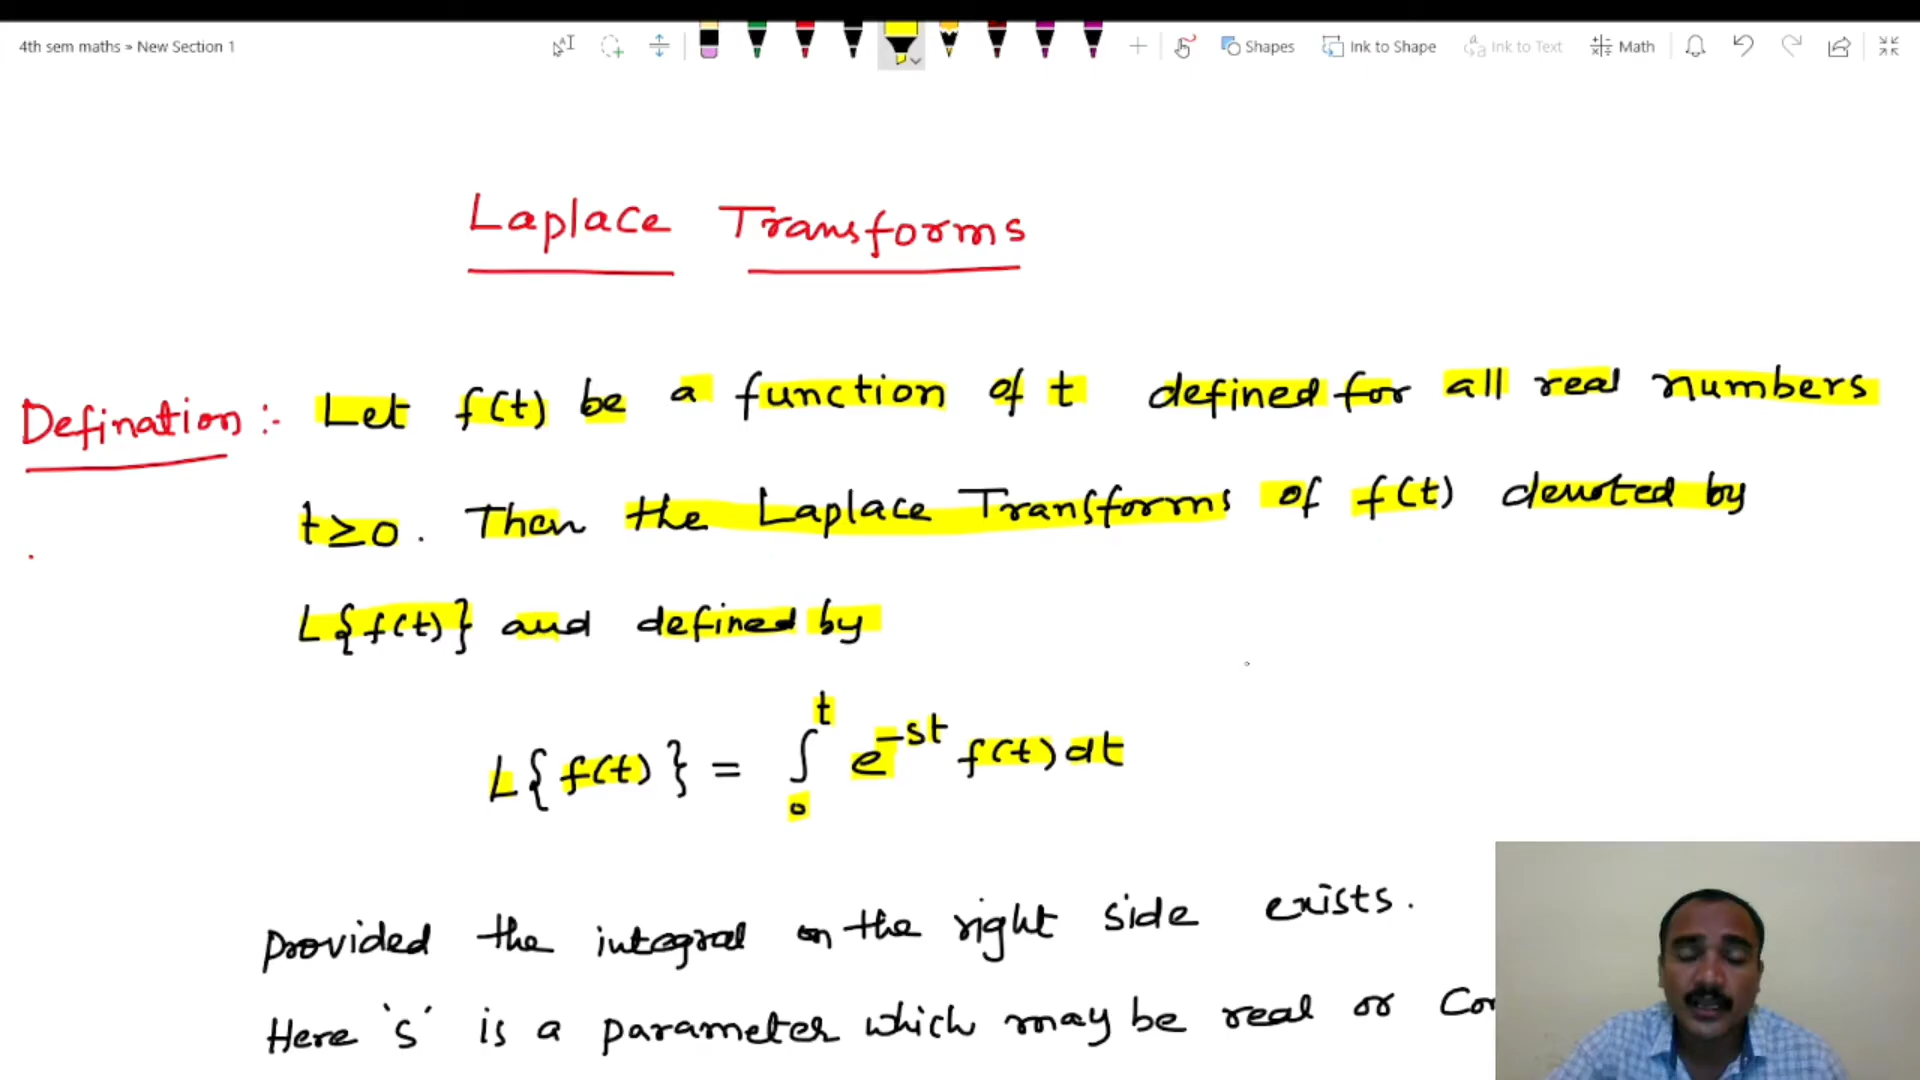 4th sem maths » New Section 1
Shapes Ink to Shape Ink to Text Math
Laplace Transforms
Defination :- Let f(t) be a function of t defined for all real numbers
t≥0. Then the Laplace Transforms of f(t) denoted by
L{f(t)} and defined by
L{f(t)} = ∫₀ᵗ e^-st f(t) dt
provided the integral on the right side exists.
Here 's' is a parameter which may be real or Con